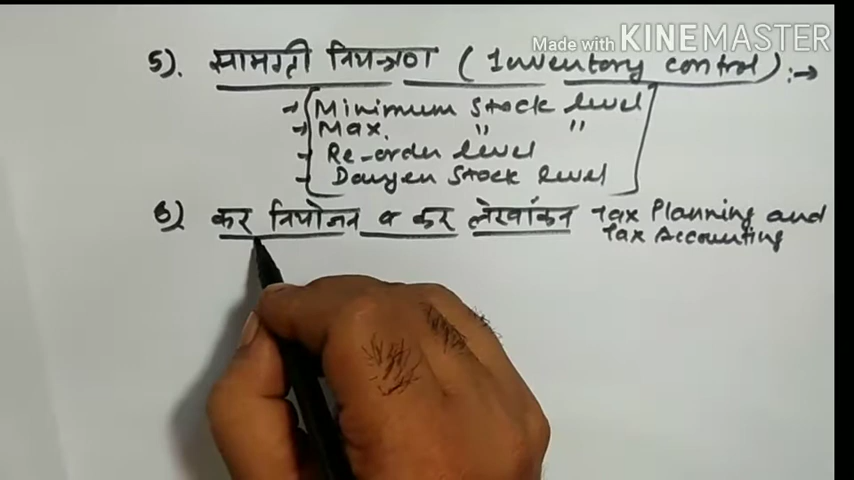 Made with KINEMASTER
5). सामग्री नियन्त्रण ( Inventory control) :→
→ Minimum Stock level
→ Max. " "
→ Re-order level
→ Danger Stock level
6) कर नियोजन व कर लेखांकन Tax Planning and
Tax Accounting